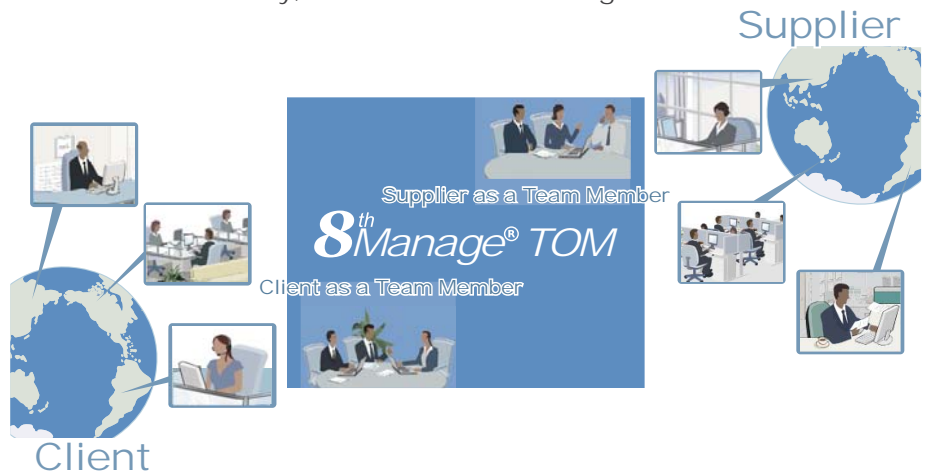 Supplier
Supplier as a Team Member
8th Manage® TOM
Client as a Team Member
Client